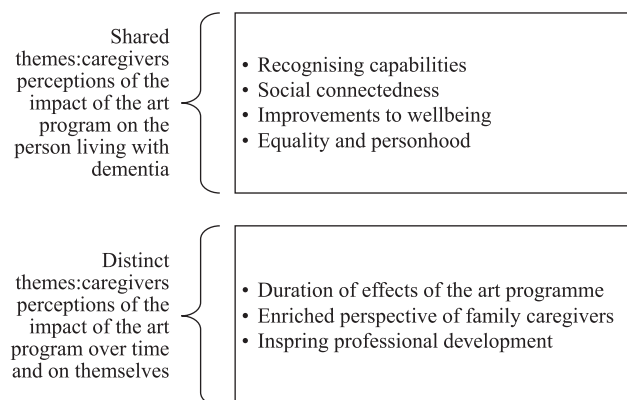 Shared
themes:caregivers
perceptions of the
impact of the art
program on the
person living with
dementia
• Recognising capabilities
• Social connectedness
• Improvements to wellbeing
• Equality and personhood
Distinct
themes:caregivers
perceptions of the
impact of the art
program over time
and on themselves
• Duration of effects of the art programme
• Enriched perspective of family caregivers
• Inspring professional development